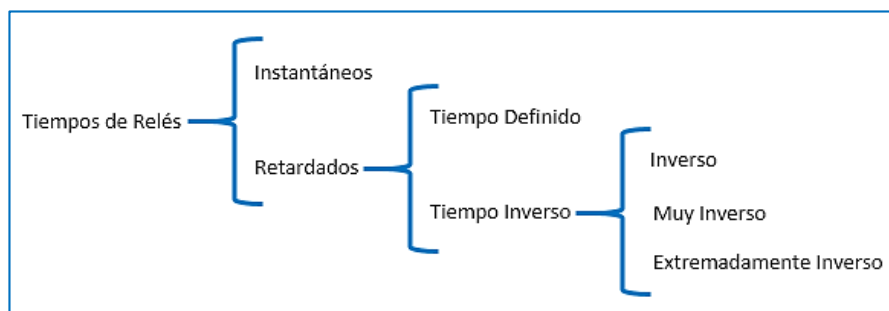 Tiempos de Relés
Instantáneos
Retardados
Tiempo Definido
Tiempo Inverso
Inverso
Muy Inverso
Extremadamente Inverso